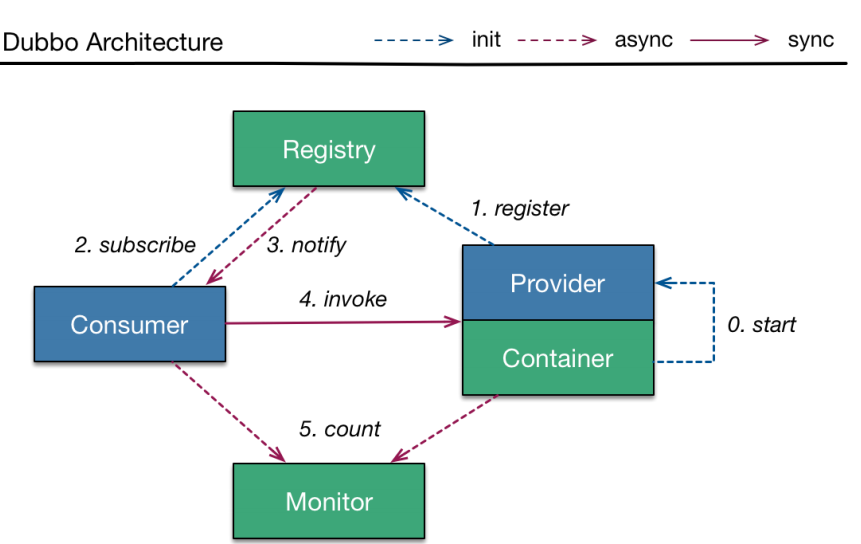 Dubbo Architecture
init
async
sync
Registry
1. register
2. subscribe
3. notify
Provider
4. invoke
Consumer
0. start
Container
5. count
Monitor